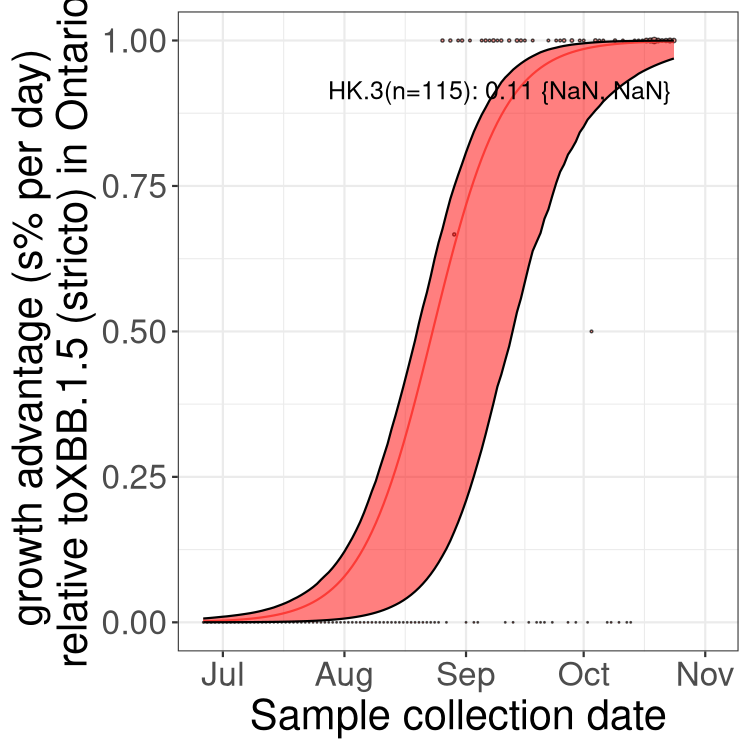 growth advantage (s% per day)
relative toXBB.1.5 (stricto) in Ontario
1.00
0.75
0.50
0.25
0.00
HK.3(n=115): 0.11 {NaN, NaN}
Jul Aug Sep Oct Nov
Sample collection date